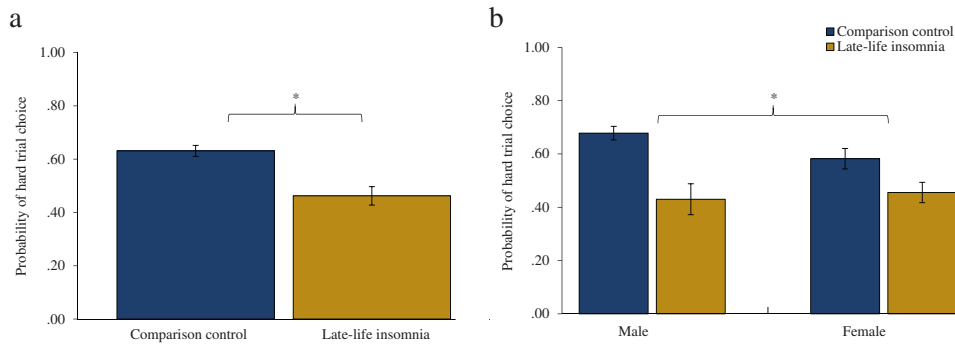 a
Probability of hard trial choice
1.00
.80
.60
.40
.20
.00
*
Comparison control
Late-life insomnia
b
Comparison control
Late-life insomnia
Probability of hard trial choice
1.00
.80
.60
.40
.20
.00
*
Male
Female